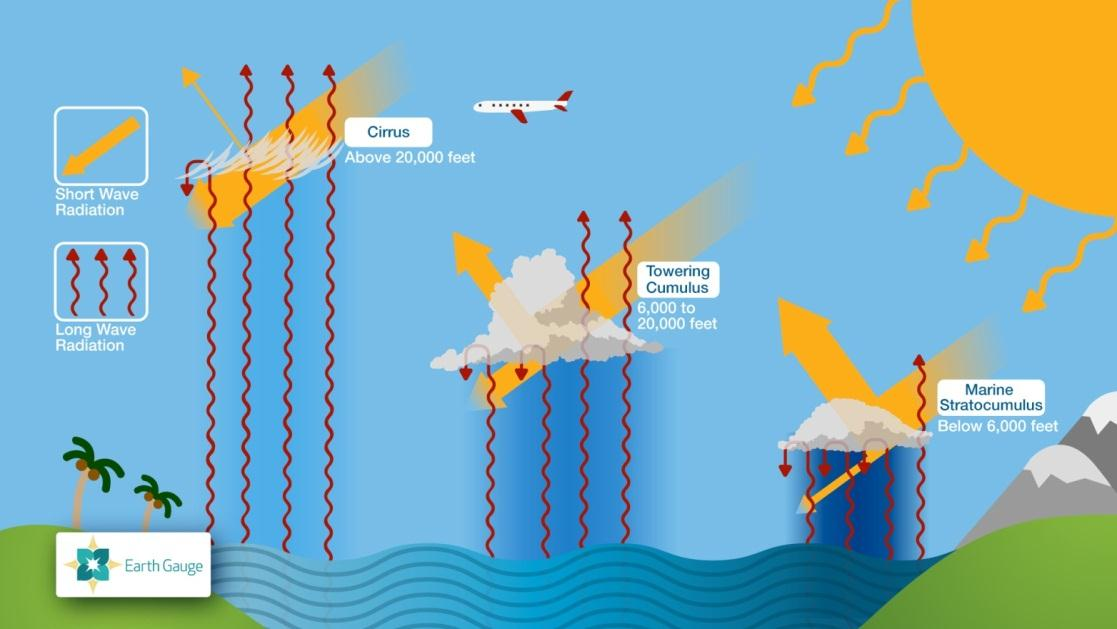 Short Wave
Radiation
Long Wave
Radiation
Cirrus
Above 20,000 feet
Towering
Cumulus
6,000 to
20,000 feet
Marine
Stratocumulus
Below 6,000 feet
Earth Gauge